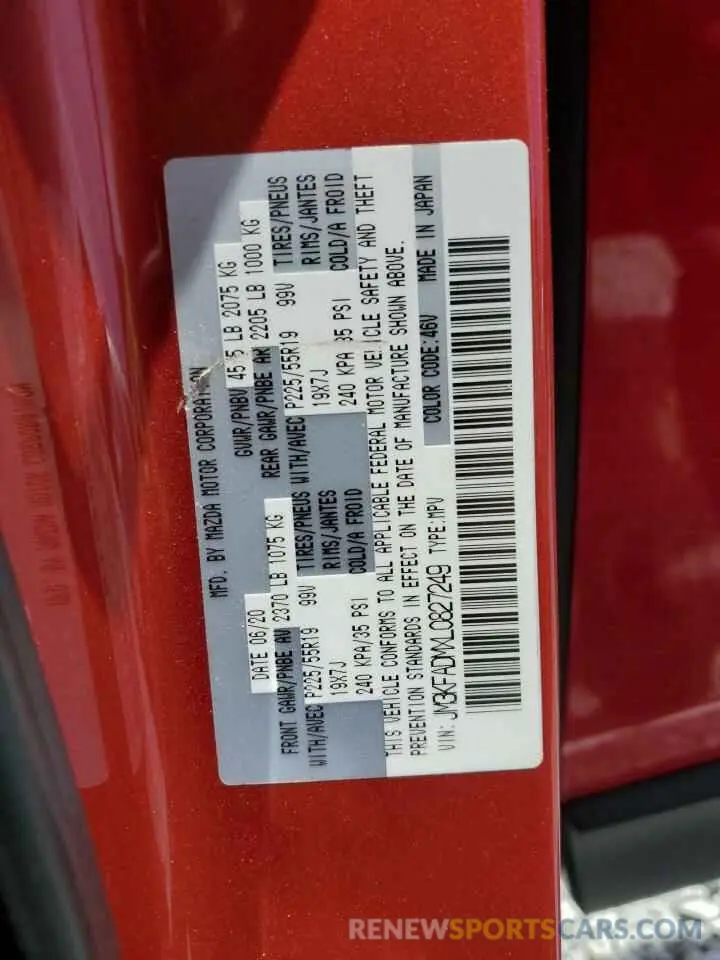 MFD. BY MAZDA MOTOR CORPORATION
DATE 06/20 GVWR/PNBV 45 5 LB 2075 KG
FRONT GAWR/PNBE AV 2370 LB 1075 KG REAR GAWR/PNBE AR 2205 LB 1000 KG
WITH/AVEC P225/55R19 99V TIRES/PNEUS WITH/AVEC P225/55R19 99V TIRES/PNEUS
19X7J RIMS/JANTES 19X7J RIMS/JANTES
240 KPA/35 PSI COLD/A FROID 240 KPA 35 PSI COLD/A FROID
THIS VEHICLE CONFORMS TO ALL APPLICABLE FEDERAL MOTOR VEHICLE SAFETY AND THEFT
PREVENTION STANDARDS IN EFFECT ON THE DATE OF MANUFACTURE SHOWN ABOVE.
VIN: JM3KFADMXL0827249 TYPE:MPV COLOR CODE:46V MADE IN JAPAN
RENEWSPORTSCARS.COM